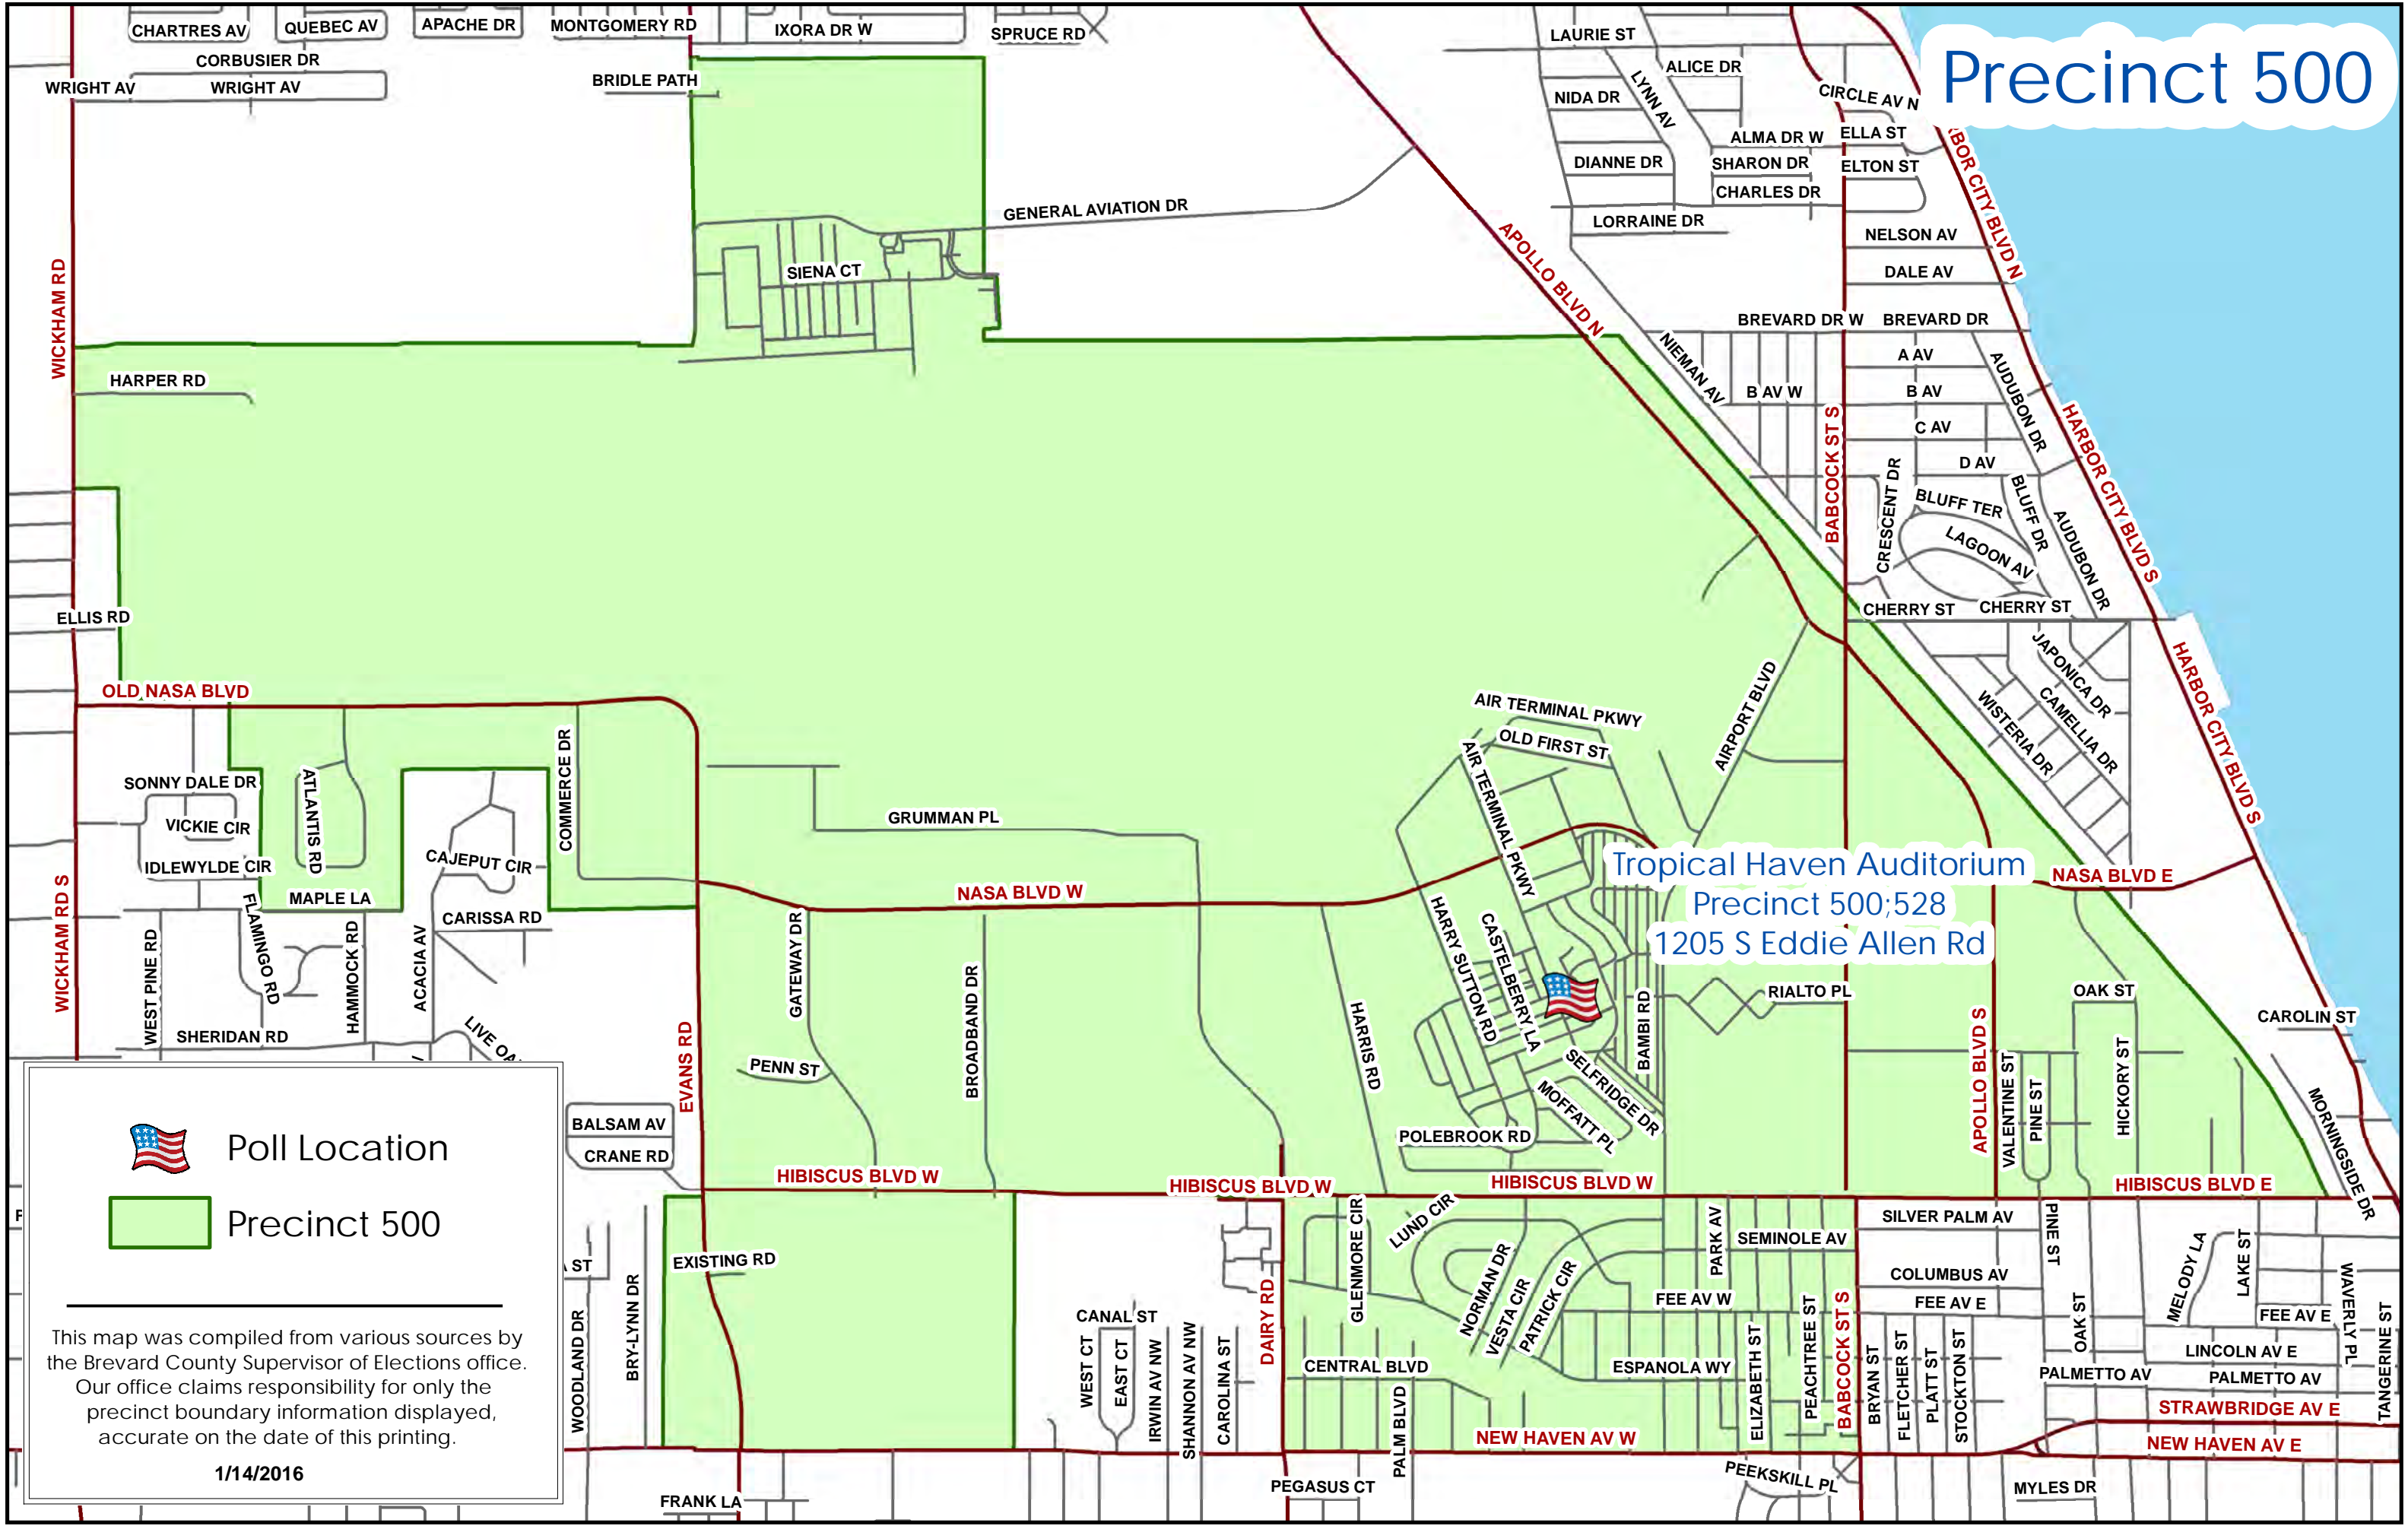 Precinct 500
CHARTRES AV
QUEBEC AV
APACHE DR
MONTGOMERY RD
IXORA DR W
SPRUCE RD
LAURIE ST
CORBUSIER DR
WRIGHT AV
WRIGHT AV
BRIDLE PATH
ALICE DR
LYNN AV
NIDA DR
CIRCLE AV N
ALMA DR W
ELLA ST
DIANNE DR
SHARON DR
ELTON ST
CHARLES DR
LORRAINE DR
GENERAL AVIATION DR
RBOR CITY BLVD N
NELSON AV
DALE AV
SIENA CT
WICKHAM RD
APOLLO BLVD N
BREVARD DR W
BREVARD DR
NIEMAN AV
A AV
AUDUBON DR
HARPER RD
B AV W
B AV
C AV
HARBOR CITY BLVD S
BABCOCK ST S
D AV
CRESCENT DR
BLUFF TER
BLUFF DR
LAGOON AV
AUDUBON DR
CHERRY ST
CHERRY ST
ELLIS RD
JAPONICA DR
HARBOR CITY BLVD S
CAMELLIA DR
WISTERIA DR
OLD NASA BLVD
AIR TERMINAL PKWY
OLD FIRST ST
AIRPORT BLVD
AIR TERMINAL PKWY
COMMERCE DR
SONNY DALE DR
ATLANTIS RD
VICKIE CIR
GRUMMAN PL
IDLEWYLDE CIR
CAJEPUT CIR
MAPLE LA
NASA BLVD W
NASA BLVD E
Tropical Haven Auditorium
Precinct 500;528
1205 S Eddie Allen Rd
WICKHAM RD S
FLAMINGO RD
CARISSA RD
WEST PINE RD
HAMMOCK RD
ACACIA AV
GATEWAY DR
BROADBAND DR
HARRY SUTTON RD
CASTELBERRY LA
HARRIS RD
BAMBI RD
RIALTO PL
OAK ST
CAROLIN ST
SHERIDAN RD
LIVE OA
EVANS RD
PENN ST
SELFRIDGE DR
MOFFATT PL
POLEBROOK RD
APOLLO BLVD S
VALENTINE ST
PINE ST
HICKORY ST
MORNINGSIDE DR
BALSAM AV
CRANE RD
HIBISCUS BLVD W
HIBISCUS BLVD W
HIBISCUS BLVD W
HIBISCUS BLVD E
GLENMORE CIR
LUND CIR
PARK AV
SEMINOLE AV
SILVER PALM AV
PINE ST
EXISTING RD
A ST
WOODLAND DR
BRY-LYNN DR
NORMAN DR
VESTA CIR
PATRICK CIR
COLUMBUS AV
MELODY LA
LAKE ST
WAVERLY PL
CANAL ST
WEST CT
EAST CT
IRWIN AV NW
SHANNON AV NW
CAROLINA ST
DAIRY RD
FEE AV W
FEE AV E
FEE AV E
OAK ST
TANGERINE ST
CENTRAL BLVD
PALM BLVD
ESPANOLA WY
ELIZABETH ST
PEACHTREE ST
BABCOCK ST S
BRYAN ST
FLETCHER ST
PLATT ST
STOCKTON ST
LINCOLN AV E
PALMETTO AV
PALMETTO AV
STRAWBRIDGE AV E
NEW HAVEN AV W
NEW HAVEN AV E
PEGASUS CT
PEEKSKILL PL
MYLES DR
FRANK LA
Poll Location
Precinct 500
This map was compiled from various sources by
the Brevard County Supervisor of Elections office.
Our office claims responsibility for only the
precinct boundary information displayed,
accurate on the date of this printing.
1/14/2016